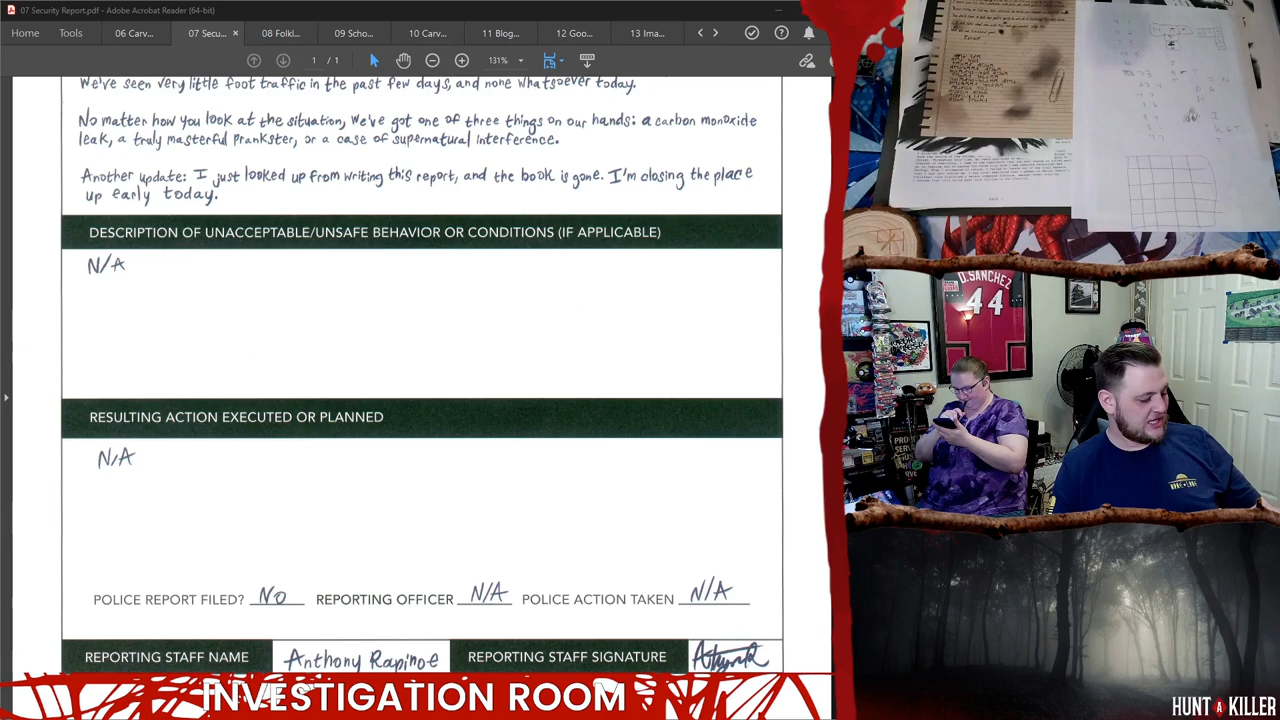 07 Security Report.pdf - Adobe Acrobat Reader (64-bit)
Home Tools 06 Carv... 07 Secu... × 08 Folkl... 09 Scho... 10 Carv... 11 Blog... 12 Goo... 13 Ima...
1 / 1 131%
We've seen very little foot traffic in the past few days, and none whatsoever today.
No matter how you look at the situation, we've got one of three things on our hands: a carbon monoxide
leak, a truly masterful prankster, or a case of supernatural interference.
Another update: I just looked up from writing this report, and the book is gone. I'm closing the place
up early today.
DESCRIPTION OF UNACCEPTABLE/UNSAFE BEHAVIOR OR CONDITIONS (IF APPLICABLE)
N/A
RESULTING ACTION EXECUTED OR PLANNED
N/A
POLICE REPORT FILED? No REPORTING OFFICER N/A POLICE ACTION TAKEN N/A
REPORTING STAFF NAME Anthony Rapinoe REPORTING STAFF SIGNATURE
INVESTIGATION ROOM
PAGE 1
D.SANCHEZ
44
HUNT A KILLER